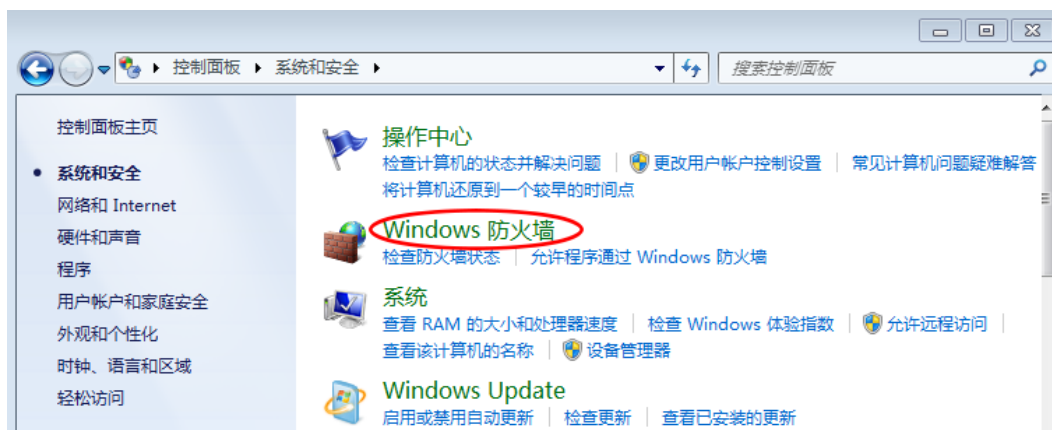 控制面板 系统和安全 搜索控制面板
控制面板主页
系统和安全
网络和 Internet
硬件和声音
程序
用户帐户和家庭安全
外观和个性化
时钟、语言和区域
轻松访问
操作中心
检查计算机的状态并解决问题 更改用户帐户控制设置 常见计算机问题疑难解答
将计算机还原到一个较早的时间点
Windows 防火墙
检查防火墙状态 允许程序通过 Windows 防火墙
系统
查看 RAM 的大小和处理器速度 检查 Windows 体验指数 允许远程访问
查看该计算机的名称 设备管理器
Windows Update
启用或禁用自动更新 检查更新 查看已安装的更新